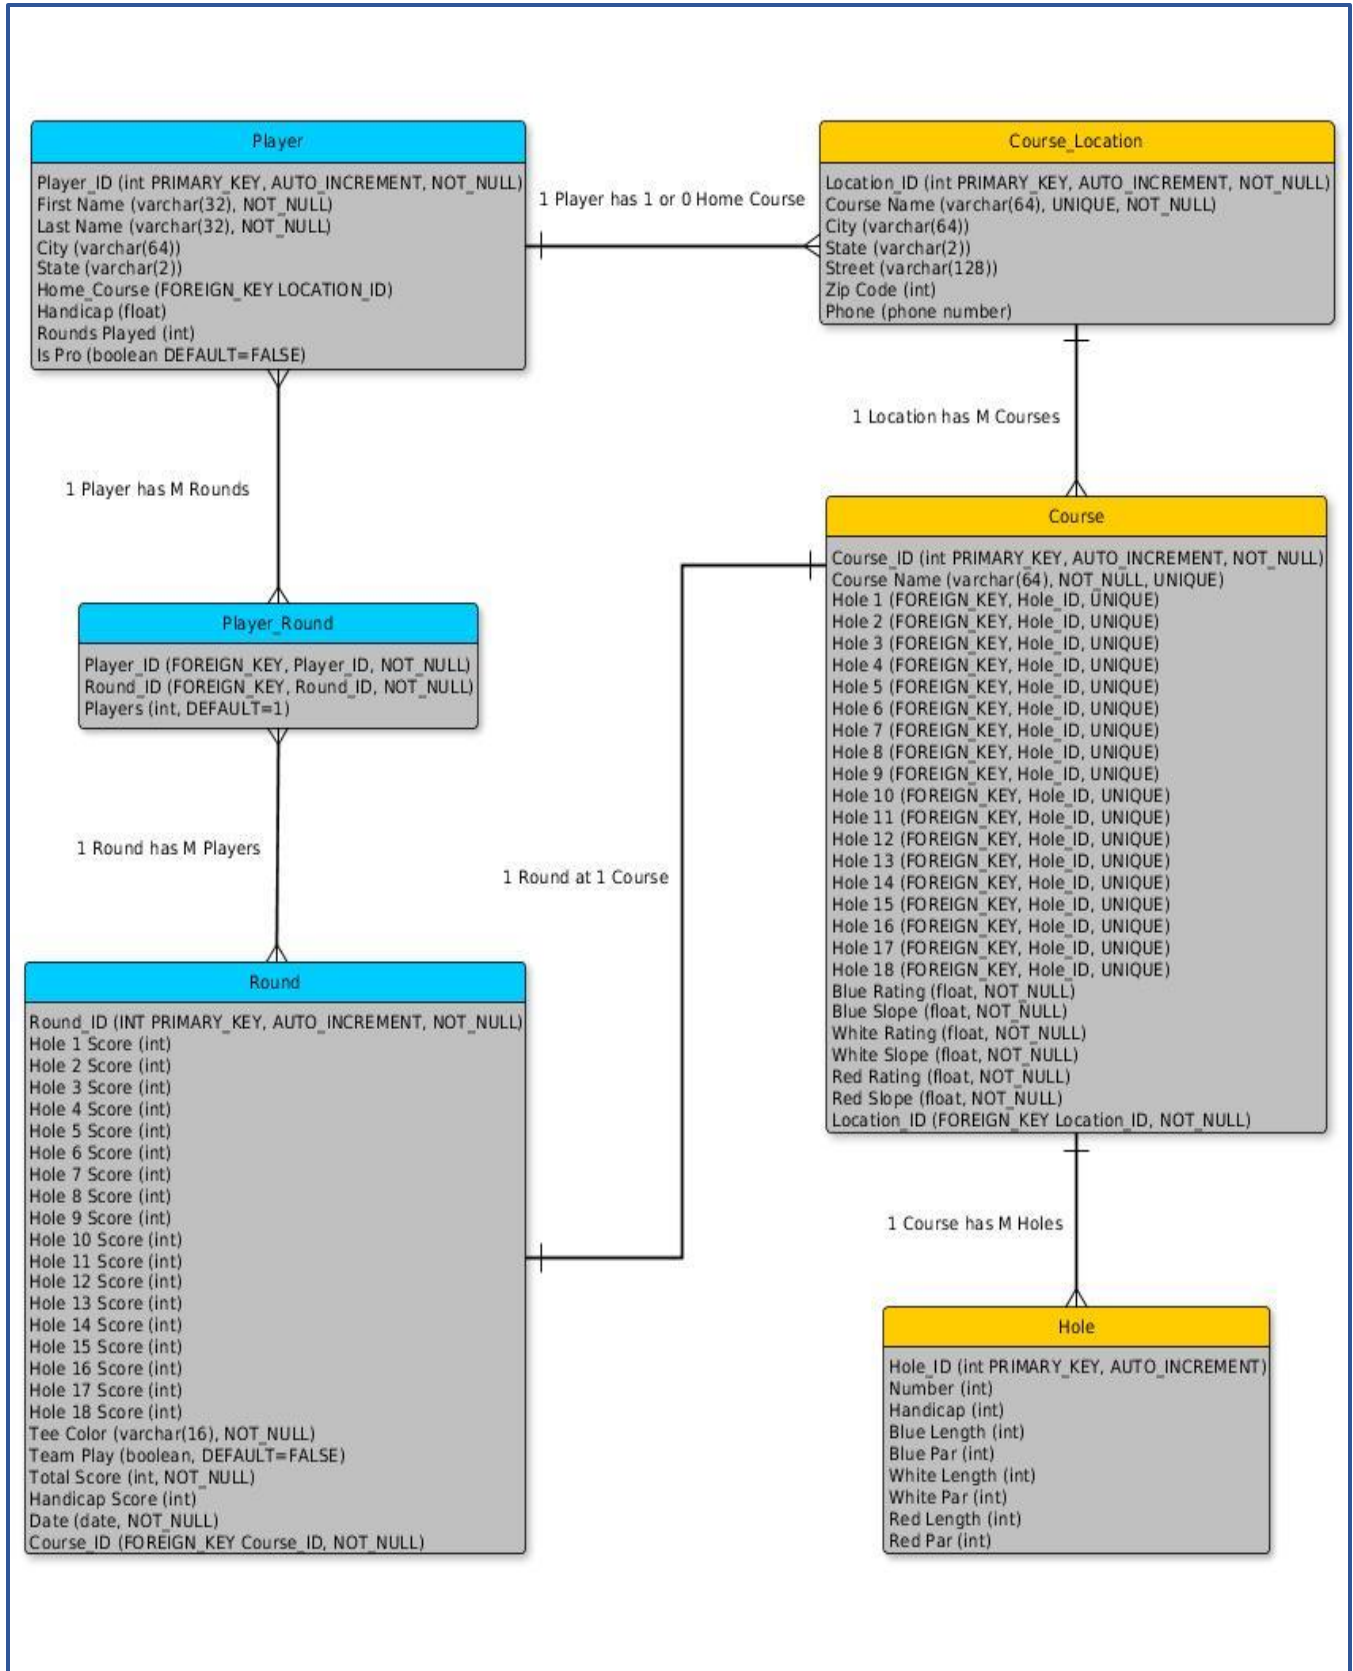 Player
Player_ID (int PRIMARY_KEY, AUTO_INCREMENT, NOT_NULL)
First Name (varchar(32), NOT_NULL)
Last Name (varchar(32), NOT_NULL)
City (varchar(64))
State (varchar(2))
Home_Course (FOREIGN_KEY LOCATION_ID)
Handicap (float)
Rounds Played (int)
Is Pro (boolean DEFAULT=FALSE)
1 Player has 1 or 0 Home Course
Course_Location
Location_ID (int PRIMARY_KEY, AUTO_INCREMENT, NOT_NULL)
Course Name (varchar(64), UNIQUE, NOT_NULL)
City (varchar(64))
State (varchar(2))
Street (varchar(128))
Zip Code (int)
Phone (phone number)
1 Location has M Courses
1 Player has M Rounds
Player_Round
Player_ID (FOREIGN_KEY, Player_ID, NOT_NULL)
Round_ID (FOREIGN_KEY, Round_ID, NOT_NULL)
Players (int, DEFAULT=1)
1 Round has M Players
1 Round at 1 Course
Course
Course_ID (int PRIMARY_KEY, AUTO_INCREMENT, NOT_NULL)
Course Name (varchar(64), NOT_NULL, UNIQUE)
Hole 1 (FOREIGN_KEY, Hole_ID, UNIQUE)
Hole 2 (FOREIGN_KEY, Hole_ID, UNIQUE)
Hole 3 (FOREIGN_KEY, Hole_ID, UNIQUE)
Hole 4 (FOREIGN_KEY, Hole_ID, UNIQUE)
Hole 5 (FOREIGN_KEY, Hole_ID, UNIQUE)
Hole 6 (FOREIGN_KEY, Hole_ID, UNIQUE)
Hole 7 (FOREIGN_KEY, Hole_ID, UNIQUE)
Hole 8 (FOREIGN_KEY, Hole_ID, UNIQUE)
Hole 9 (FOREIGN_KEY, Hole_ID, UNIQUE)
Hole 10 (FOREIGN_KEY, Hole_ID, UNIQUE)
Hole 11 (FOREIGN_KEY, Hole_ID, UNIQUE)
Hole 12 (FOREIGN_KEY, Hole_ID, UNIQUE)
Hole 13 (FOREIGN_KEY, Hole_ID, UNIQUE)
Hole 14 (FOREIGN_KEY, Hole_ID, UNIQUE)
Hole 15 (FOREIGN_KEY, Hole_ID, UNIQUE)
Hole 16 (FOREIGN_KEY, Hole_ID, UNIQUE)
Hole 17 (FOREIGN_KEY, Hole_ID, UNIQUE)
Hole 18 (FOREIGN_KEY, Hole_ID, UNIQUE)
Blue Rating (float, NOT_NULL)
Blue Slope (float, NOT_NULL)
White Rating (float, NOT_NULL)
White Slope (float, NOT_NULL)
Red Rating (float, NOT_NULL)
Red Slope (float, NOT_NULL)
Location_ID (FOREIGN_KEY Location_ID, NOT_NULL)
Round
Round_ID (INT PRIMARY_KEY, AUTO_INCREMENT, NOT_NULL)
Hole 1 Score (int)
Hole 2 Score (int)
Hole 3 Score (int)
Hole 4 Score (int)
Hole 5 Score (int)
Hole 6 Score (int)
Hole 7 Score (int)
Hole 8 Score (int)
Hole 9 Score (int)
Hole 10 Score (int)
Hole 11 Score (int)
Hole 12 Score (int)
Hole 13 Score (int)
Hole 14 Score (int)
Hole 15 Score (int)
Hole 16 Score (int)
Hole 17 Score (int)
Hole 18 Score (int)
Tee Color (varchar(16), NOT_NULL)
Team Play (boolean, DEFAULT=FALSE)
Total Score (int, NOT_NULL)
Handicap Score (int)
Date (date, NOT_NULL)
Course_ID (FOREIGN_KEY Course_ID, NOT_NULL)
1 Course has M Holes
Hole
Hole_ID (int PRIMARY_KEY, AUTO_INCREMENT)
Number (int)
Handicap (int)
Blue Length (int)
Blue Par (int)
White Length (int)
White Par (int)
Red Length (int)
Red Par (int)